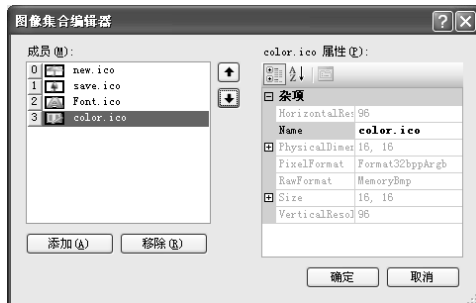 图像集合编辑器
成员(M):
0 new.ico
1 save.ico
2 Font.ico
3 color.ico
添加(A)
移除(R)
color.ico 属性(P):
杂项
HorizontalRes 96
Name color.ico
PhysicalDimen 16, 16
PixelFormat Format32bppArgb
RawFormat MemoryBmp
Size 16, 16
VerticalResol 96
确定
取消